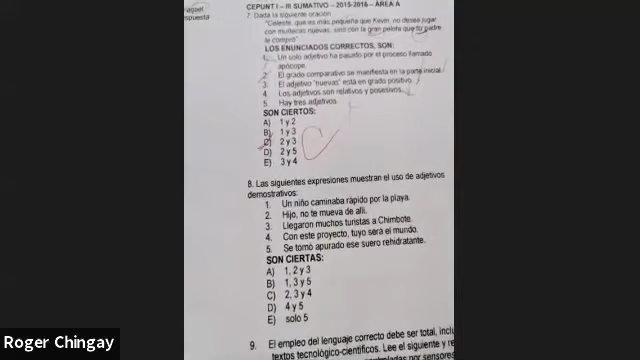 CEPUNT I – III SUMATIVO – 2015-2016 – ÁREA A
7. Dada la siguiente oración:
"Celeste, que es más pequeña que Kevin, no desea jugar
con muñecas nuevas, sino con la gran pelota que su padre
le compró"
LOS ENUNCIADOS CORRECTOS, SON:
1. Un solo adjetivo ha pasado por el proceso llamado
apócope.
2. El grado comparativo se manifiesta en la parte inicial.
3. El adjetivo "nuevas" está en grado positivo.
4. Los adjetivos son relativos y posesivos.
5. Hay tres adjetivos.
SON CIERTOS:
A) 1 y 2
B) 1 y 3
C) 2 y 3
D) 2 y 5
E) 3 y 4
8. Las siguientes expresiones muestran el uso de adjetivos
demostrativos:
1. Un niño caminaba rápido por la playa.
2. Hijo, no te mueva de allí.
3. Llegaron muchos turistas a Chimbote.
4. Con este proyecto, tuyo será el mundo.
5. Se tomó apurado ese suero rehidratante.
SON CIERTAS:
A) 1, 2 y 3
B) 1, 3 y 5
C) 2, 3 y 4
D) 4 y 5
E) solo 5
9. El empleo del lenguaje correcto debe ser total, inclu
textos tecnológico-científicos. Lee el siguiente y re
por sensores
Roger Chingay